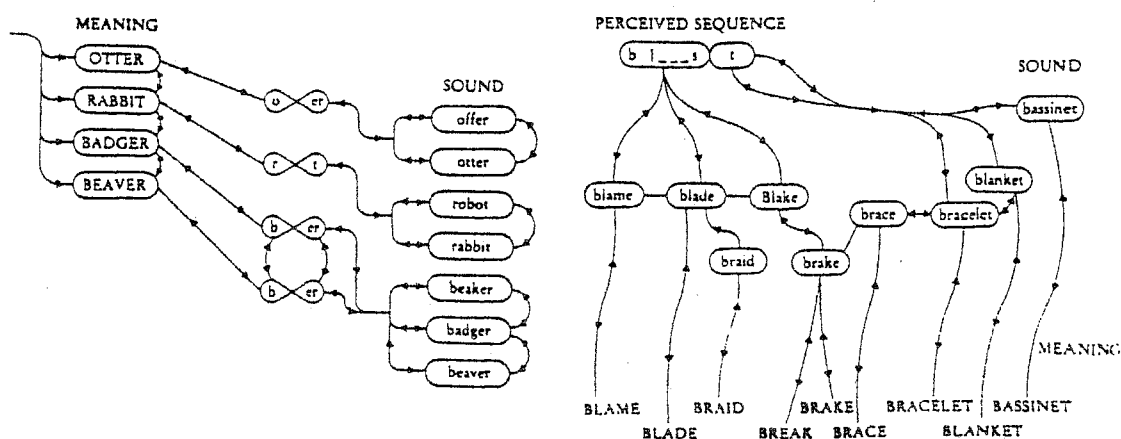 MEANING
OTTER
RABBIT
BADGER
BEAVER
o er
r t
b er
b er
SOUND
offer
otter
robot
rabbit
beaker
badger
beaver
PERCEIVED SEQUENCE
b l___s t
SOUND
bassinet
blanket
blame blade Blake
brace bracelet
braid brake
MEANING
BLAME BRAID BRAKE BRACELET BASSINET
BLADE BREAK BRACE BLANKET